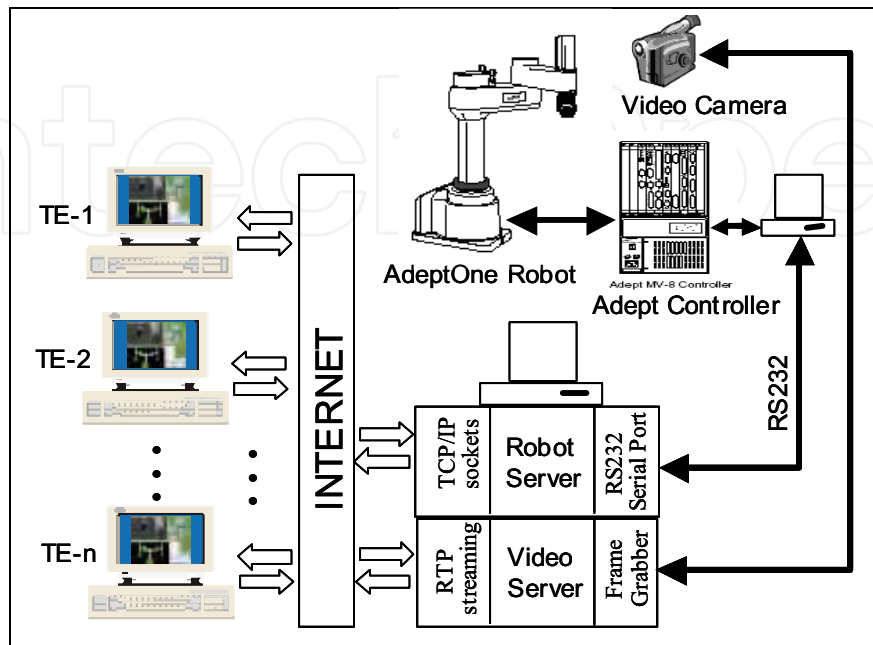 Video Camera
TE-1
AdeptOne Robot
Adept MV-8 Controller
Adept Controller
TE-2
INTERNET
RS232
TCP/IP
sockets
Robot
Server
RS232
Serial Port
TE-n
RTP
streaming
Video
Server
Frame
Grabber